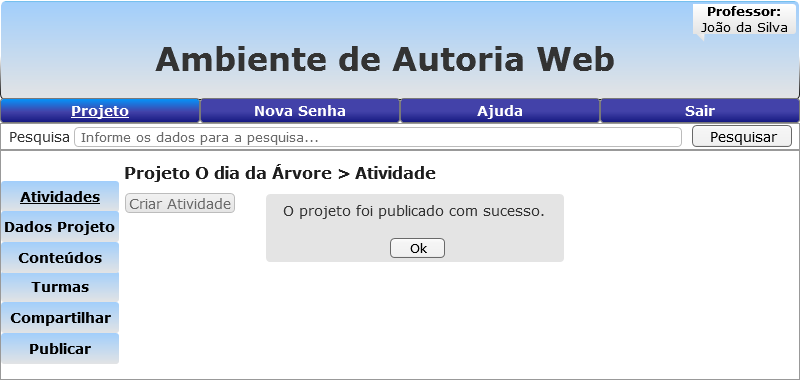 Professor:
João da Silva
Ambiente de Autoria Web
Projeto Nova Senha Ajuda Sair
Pesquisa Informe os dados para a pesquisa... Pesquisar
Projeto O dia da Árvore > Atividade
Atividades
Criar Atividade
O projeto foi publicado com sucesso.
Ok
Dados Projeto
Conteúdos
Turmas
Compartilhar
Publicar